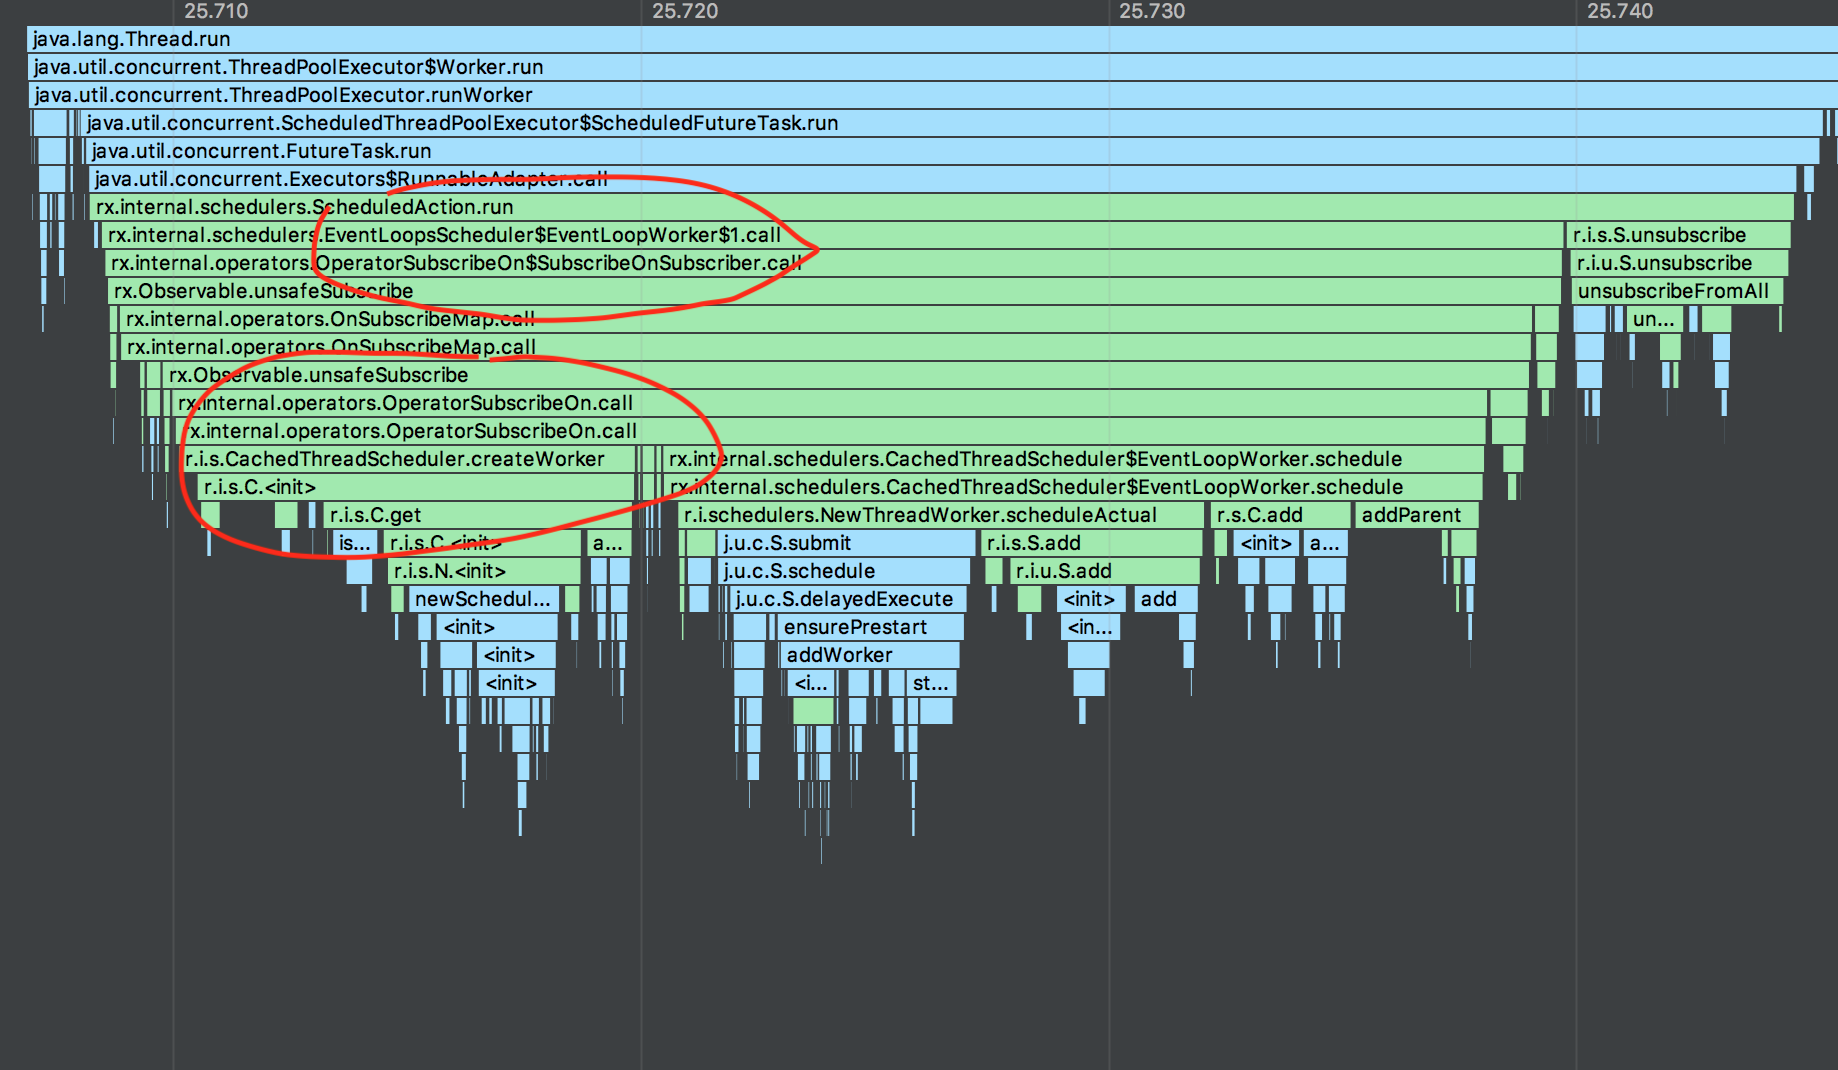 25.710 25.720 25.730 25.740
java.lang.Thread.run
java.util.concurrent.ThreadPoolExecutor$Worker.run
java.util.concurrent.ThreadPoolExecutor.runWorker
java.util.concurrent.ScheduledThreadPoolExecutor$ScheduledFutureTask.run
java.util.concurrent.FutureTask.run
java.util.concurrent.Executors$RunnableAdapter.call
rx.internal.schedulers.ScheduledAction.run
rx.internal.schedulers.EventLoopsScheduler$EventLoopWorker$1.call r.i.s.S.unsubscribe
rx.internal.operators.OperatorSubscribeOn$SubscribeOnSubscriber.call r.i.u.S.unsubscribe
rx.Observable.unsafeSubscribe unsubscribeFromAll
rx.internal.operators.OnSubscribeMap.call un...
rx.internal.operators.OnSubscribeMap.call
rx.Observable.unsafeSubscribe
rx.internal.operators.OperatorSubscribeOn.call
rx.internal.operators.OperatorSubscribeOn.call
r.i.s.CachedThreadScheduler.createWorker rx.internal.schedulers.CachedThreadScheduler$EventLoopWorker.schedule
r.i.s.C.<init> rx.internal.schedulers.CachedThreadScheduler$EventLoopWorker.schedule
r.i.s.C.get r.i.schedulers.NewThreadWorker.scheduleActual r.s.C.add addParent
is... r.i.s.C.<init> a... j.u.c.S.submit r.i.s.S.add <init> a...
r.i.s.N.<init> j.u.c.S.schedule r.i.u.S.add
newSchedul... j.u.c.S.delayedExecute <init> add
<init> ensurePrestart <in...
<init> addWorker
<init> <i... st...